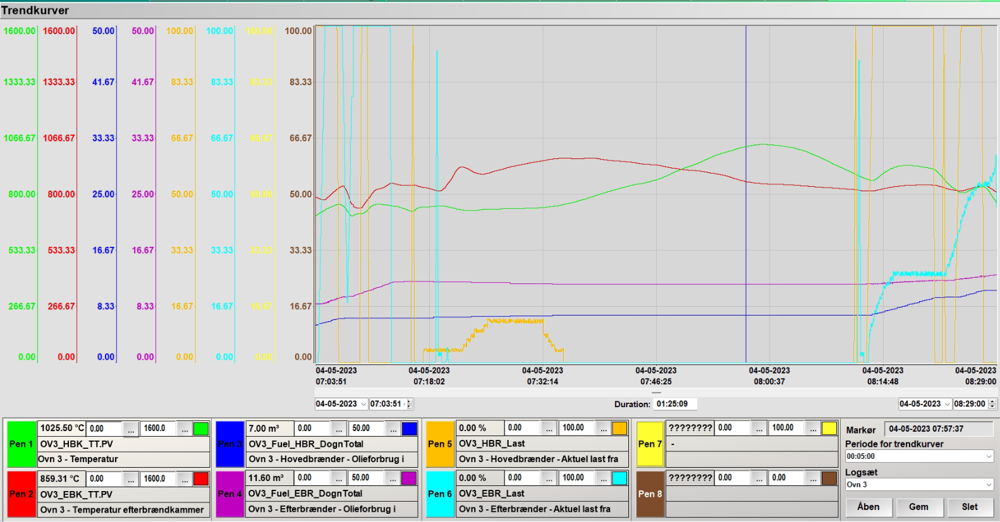 Trendkurver
1600.00 1600.00 50.00 50.00 100.00 100.00 100.00 100.00
1333.33 1333.33 41.67 41.67 83.33 83.33 83.33 83.33
1066.67 1066.67 33.33 33.33 66.67 66.67 66.67 66.67
800.00 800.00 25.00 25.00 50.00 50.00 50.00 50.00
533.33 533.33 16.67 16.67 33.33 33.33 33.33 33.33
266.67 266.67 8.33 8.33 16.67 16.67 16.67 16.67
0.00 0.00 0.00 0.00 0.00 0.00 0.00 0.00
04-05-2023 04-05-2023 04-05-2023 04-05-2023 04-05-2023 04-05-2023 04-05-2023
07:03:51 07:18:02 07:32:14 07:46:25 08:00:37 08:14:48 08:29:00
04-05-2023 07:03:51 Duration: 01:25:09 04-05-2023 08:29:00
Pen 1
1025.50 °C 0.00 ... 1600.0 ...
OV3_HBK_TT.PV
Ovn 3 - Temperatur
Pen 2
859.31 °C 0.00 ... 1600.0 ...
OV3_EBK_TT.PV
Ovn 3 - Temperatur efterbrændkammer
Pen 3
7.00 m³ 0.00 ... 50.00 ...
OV3_Fuel_HBR_DognTotal
Ovn 3 - Hovedbrænder - Olieforbrug i
Pen 4
11.60 m³ 0.00 ... 50.00 ...
OV3_Fuel_EBR_DognTotal
Ovn 3 - Efterbrænder - Olieforbrug i
Pen 5
0.00 % 0.00 ... 100.00 ...
OV3_HBR_Last
Ovn 3 - Hovedbrænder - Aktuel last fra
Pen 6
0.00 % 0.00 ... 100.00 ...
OV3_EBR_Last
Ovn 3 - Efterbrænder - Aktuel last fra
Pen 7
???????? 0.00 ... 100.00 ...
-
Pen 8
???????? 0.00 ... 0.00 ...
Markør 04-05-2023 07:57:37
Periode for trendkurver
00:05:00
Logsæt
Ovn 3
Åben Gem Slet